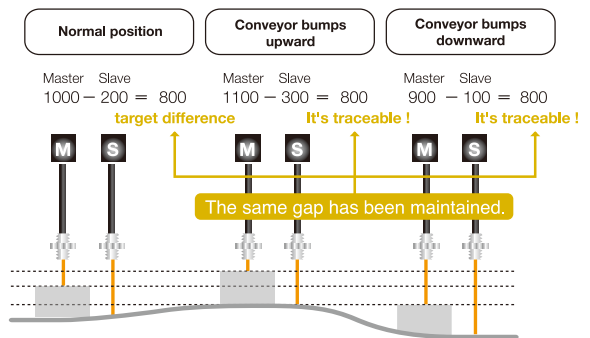 Normal position
Conveyor bumps
upward
Conveyor bumps
downward
Master Slave
1000 − 200 = 800
target difference
Master Slave
1100 − 300 = 800
It's traceable !
Master Slave
900 − 100 = 800
It's traceable !
M S
M S
M S
The same gap has been maintained.